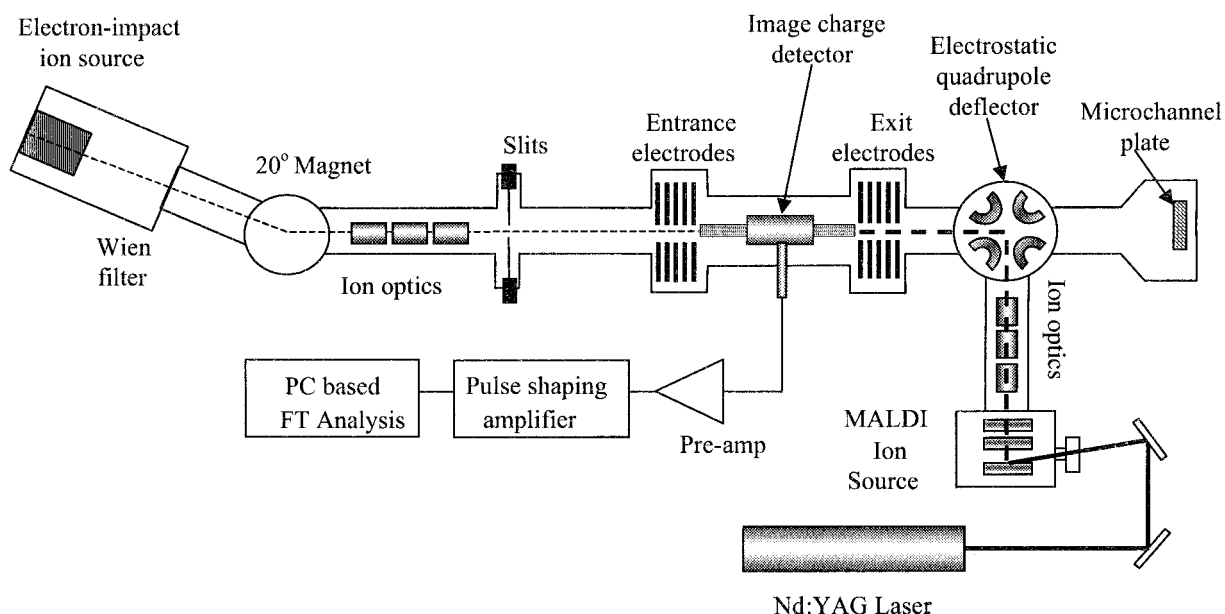 Electron-impact
ion source
Image charge
detector
Electrostatic
quadrupole
deflector
Microchannel
plate
Slits
Entrance
electrodes
Exit
electrodes
20° Magnet
Wien
filter
Ion optics
Ion optics
PC based
FT Analysis
Pulse shaping
amplifier
Pre-amp
MALDI
Ion
Source
Nd:YAG Laser